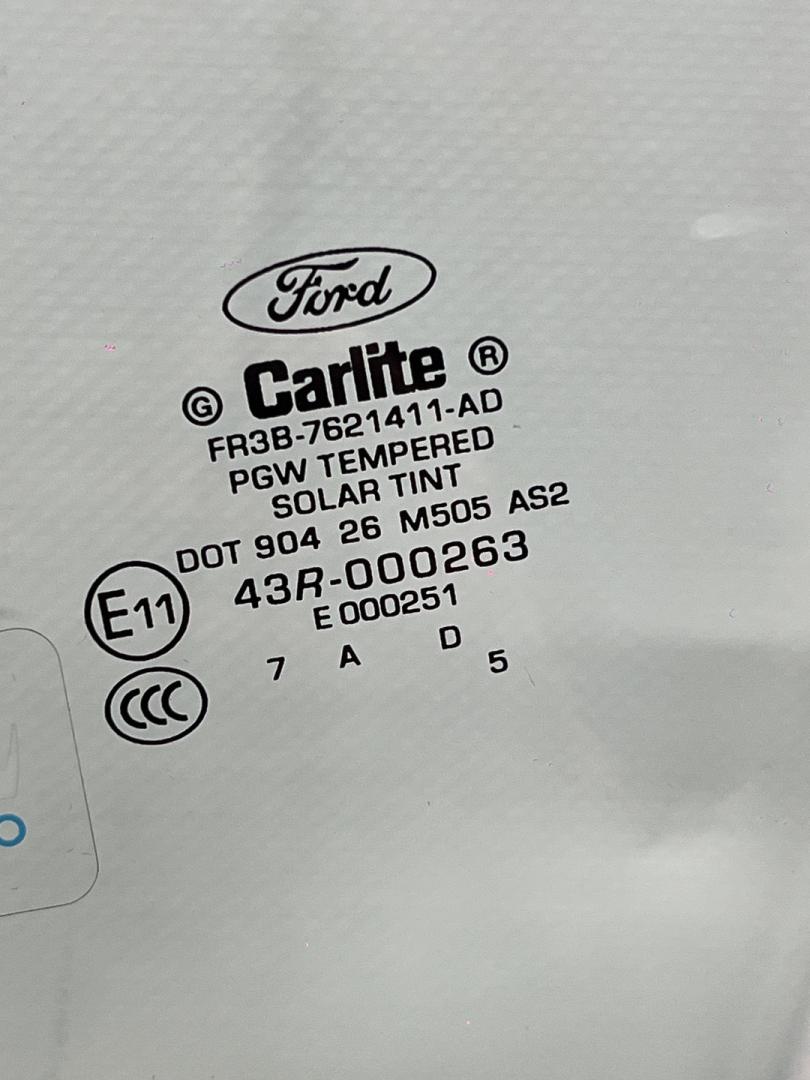 Ford
G Carlite ®
FR3B-7621411-AD
PGW TEMPERED
SOLAR TINT
DOT 904 26 M505 AS2
E11 43R-000263
E 000251
7 A D 5
CCC